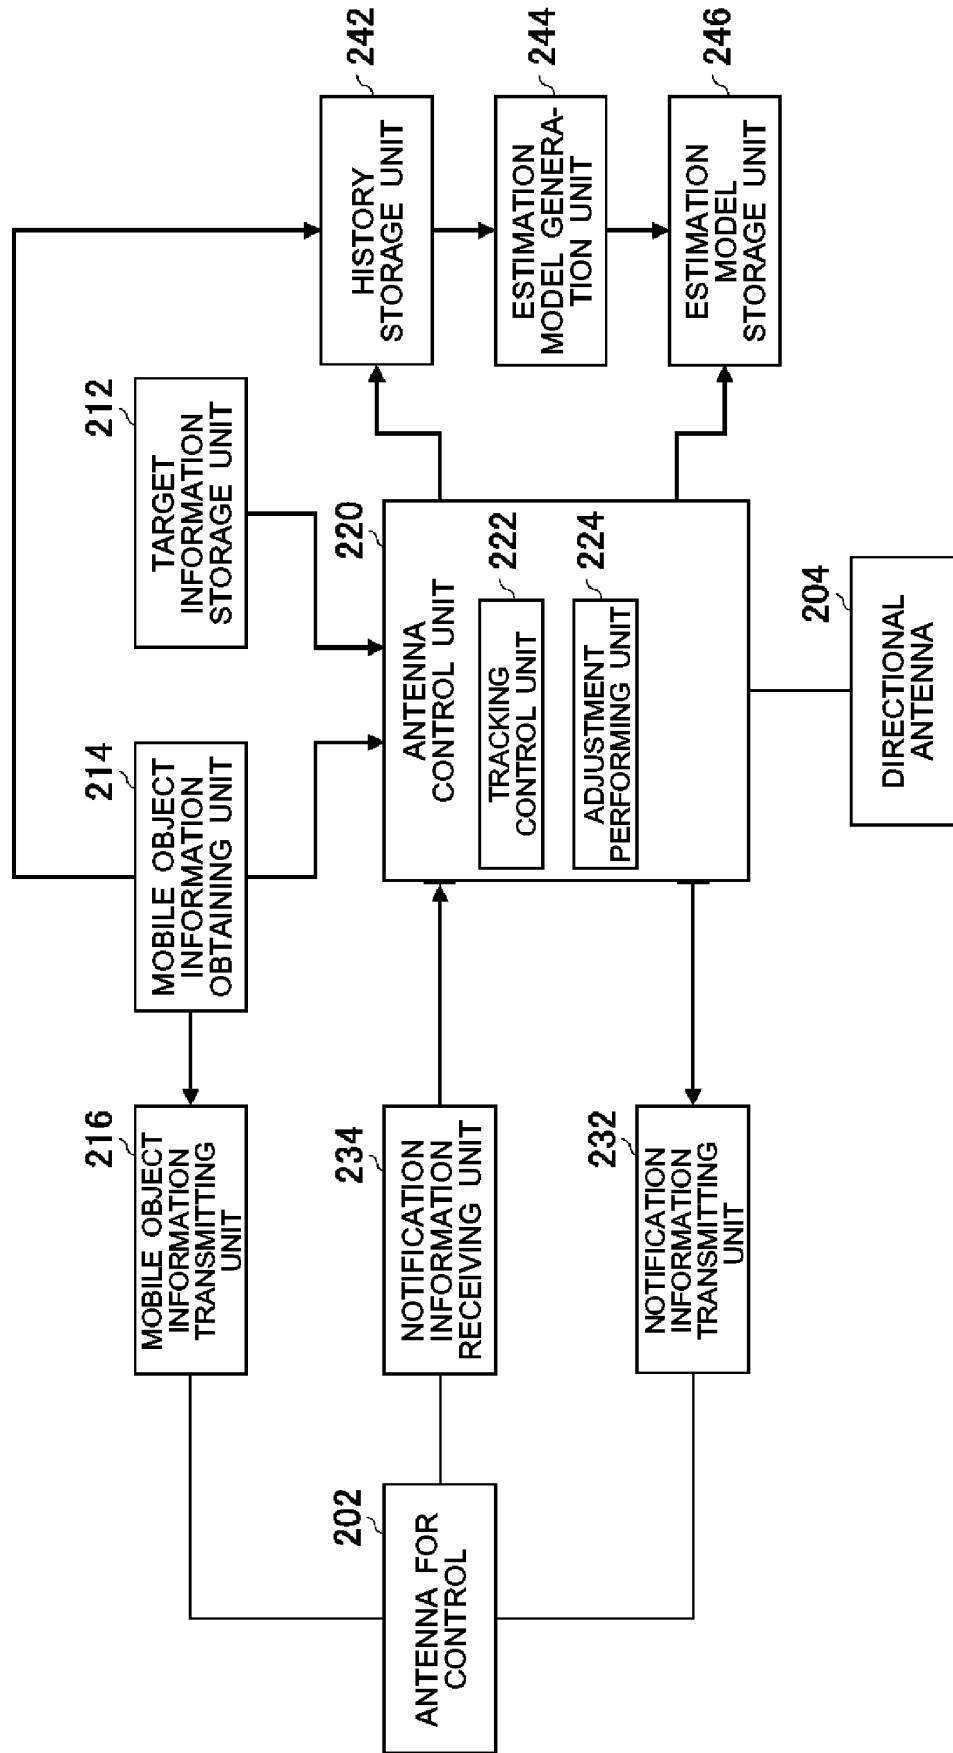 216
MOBILE OBJECT
INFORMATION
TRANSMITTING
UNIT
214
MOBILE OBJECT
INFORMATION
OBTAINING UNIT
212
TARGET
INFORMATION
STORAGE UNIT
202
ANTENNA FOR
CONTROL
234
NOTIFICATION
INFORMATION
RECEIVING UNIT
232
NOTIFICATION
INFORMATION
TRANSMITTING
UNIT
220
ANTENNA
CONTROL UNIT
222
TRACKING
CONTROL UNIT
224
ADJUSTMENT
PERFORMING UNIT
204
DIRECTIONAL
ANTENNA
242
HISTORY
STORAGE UNIT
244
ESTIMATION
MODEL GENERA-
TION UNIT
246
ESTIMATION
MODEL
STORAGE UNIT